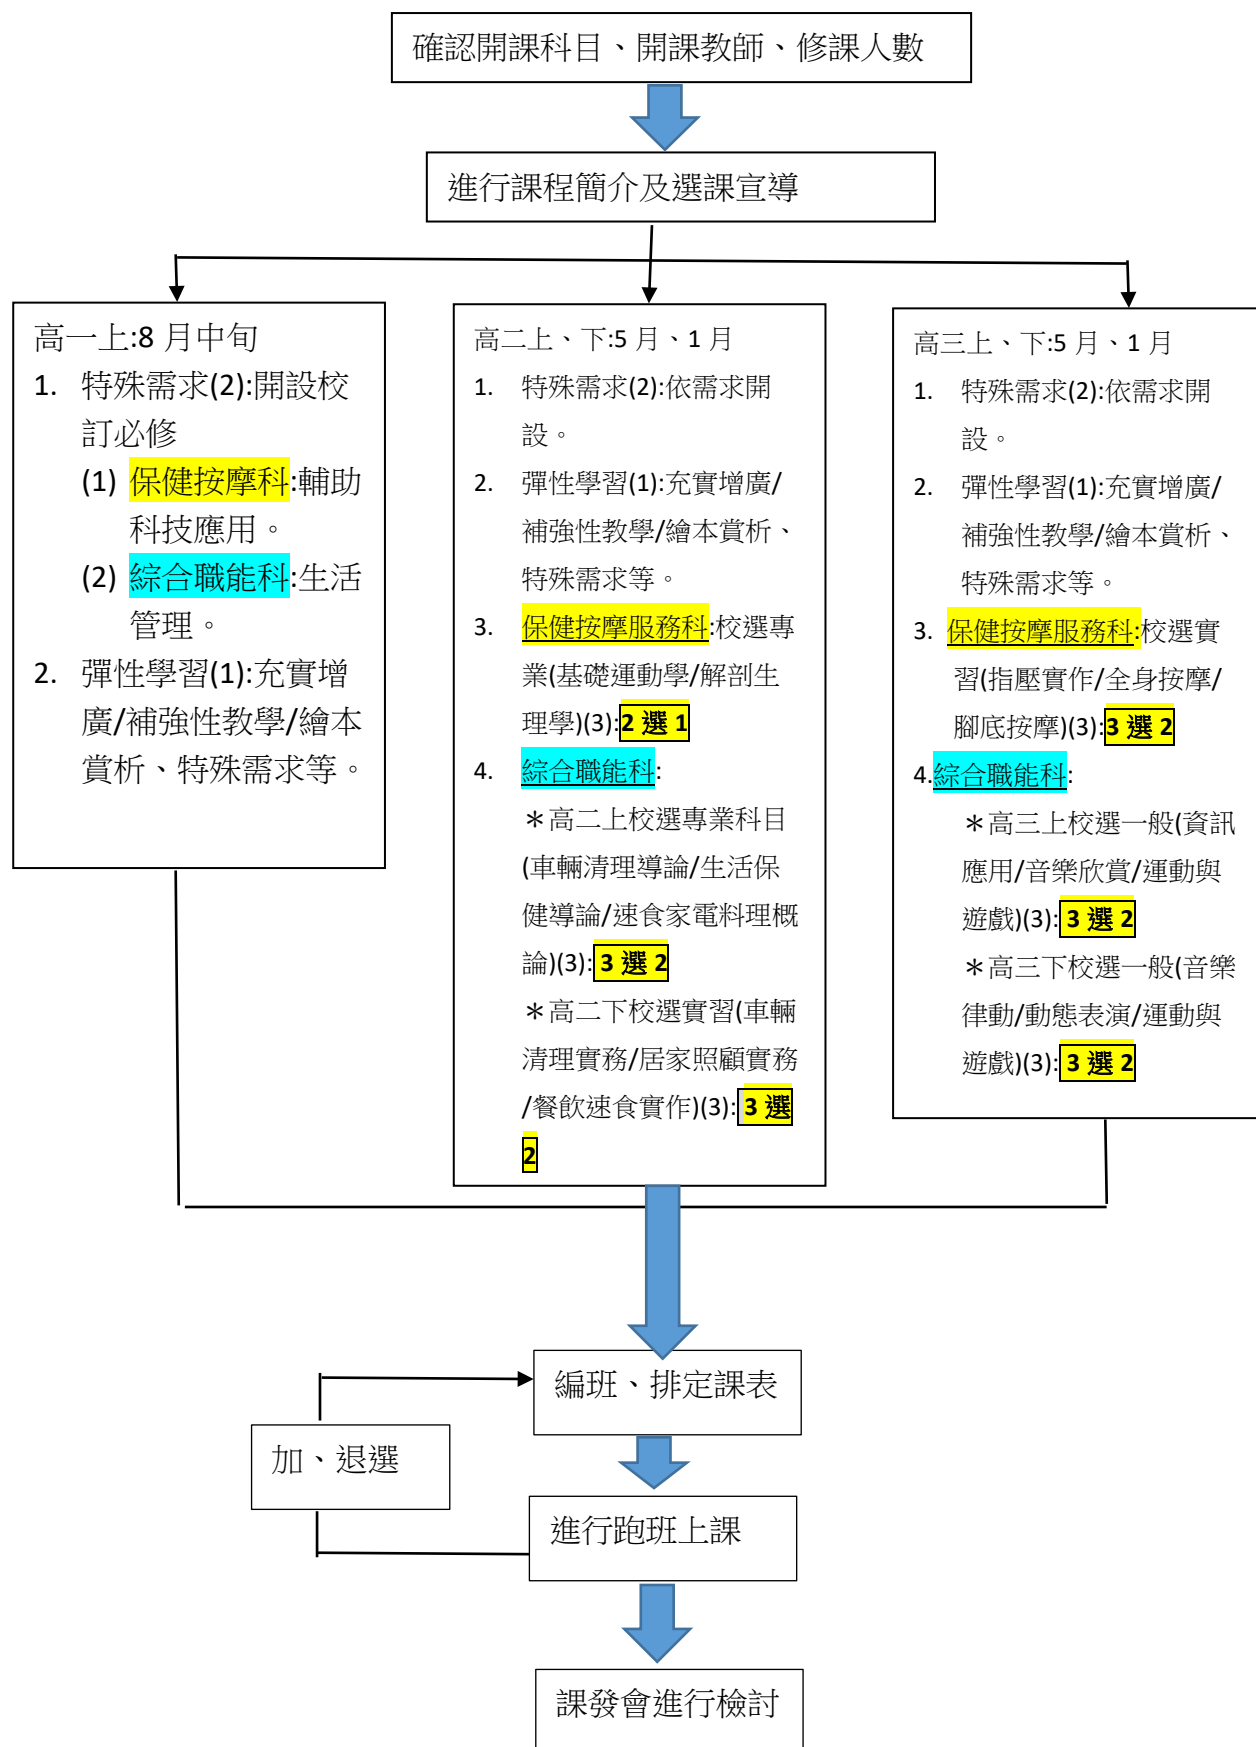 確認開課科目、開課教師、修課人數
進行課程簡介及選課宣導
高一上:8 月中旬
1. 特殊需求(2):開設校
訂必修
(1) 保健按摩科:輔助
科技應用。
(2) 綜合職能科:生活
管理。
2. 彈性學習(1):充實增
廣/補強性教學/繪本
賞析、特殊需求等。
高二上、下:5 月、1 月
1. 特殊需求(2):依需求開
設。
2. 彈性學習(1):充實增廣/
補強性教學/繪本賞析、
特殊需求等。
3. 保健按摩服務科:校選專
業(基礎運動學/解剖生
理學)(3):2 選 1
4. 綜合職能科:
＊高二上校選專業科目
(車輛清理導論/生活保
健導論/速食家電料理概
論)(3):3 選 2
＊高二下校選實習(車輛
清理實務/居家照顧實務
/餐飲速食實作)(3):3 選
2
高三上、下:5 月、1 月
1. 特殊需求(2):依需求開
設。
2. 彈性學習(1):充實增廣/
補強性教學/繪本賞析、
特殊需求等。
3. 保健按摩服務科:校選實
習(指壓實作/全身按摩/
腳底按摩)(3):3 選 2
4.綜合職能科:
＊高三上校選一般(資訊
應用/音樂欣賞/運動與
遊戲)(3):3 選 2
＊高三下校選一般(音樂
律動/動態表演/運動與
遊戲)(3):3 選 2
編班、排定課表
加、退選
進行跑班上課
課發會進行檢討